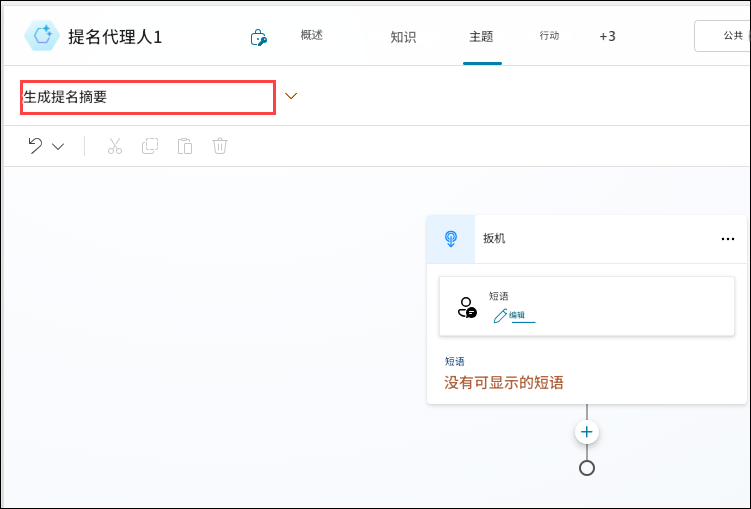 提名代理人1
概述
知识
主题
行动
+3
公共
生成提名摘要
扳机
短语
编辑
短语
没有可显示的短语